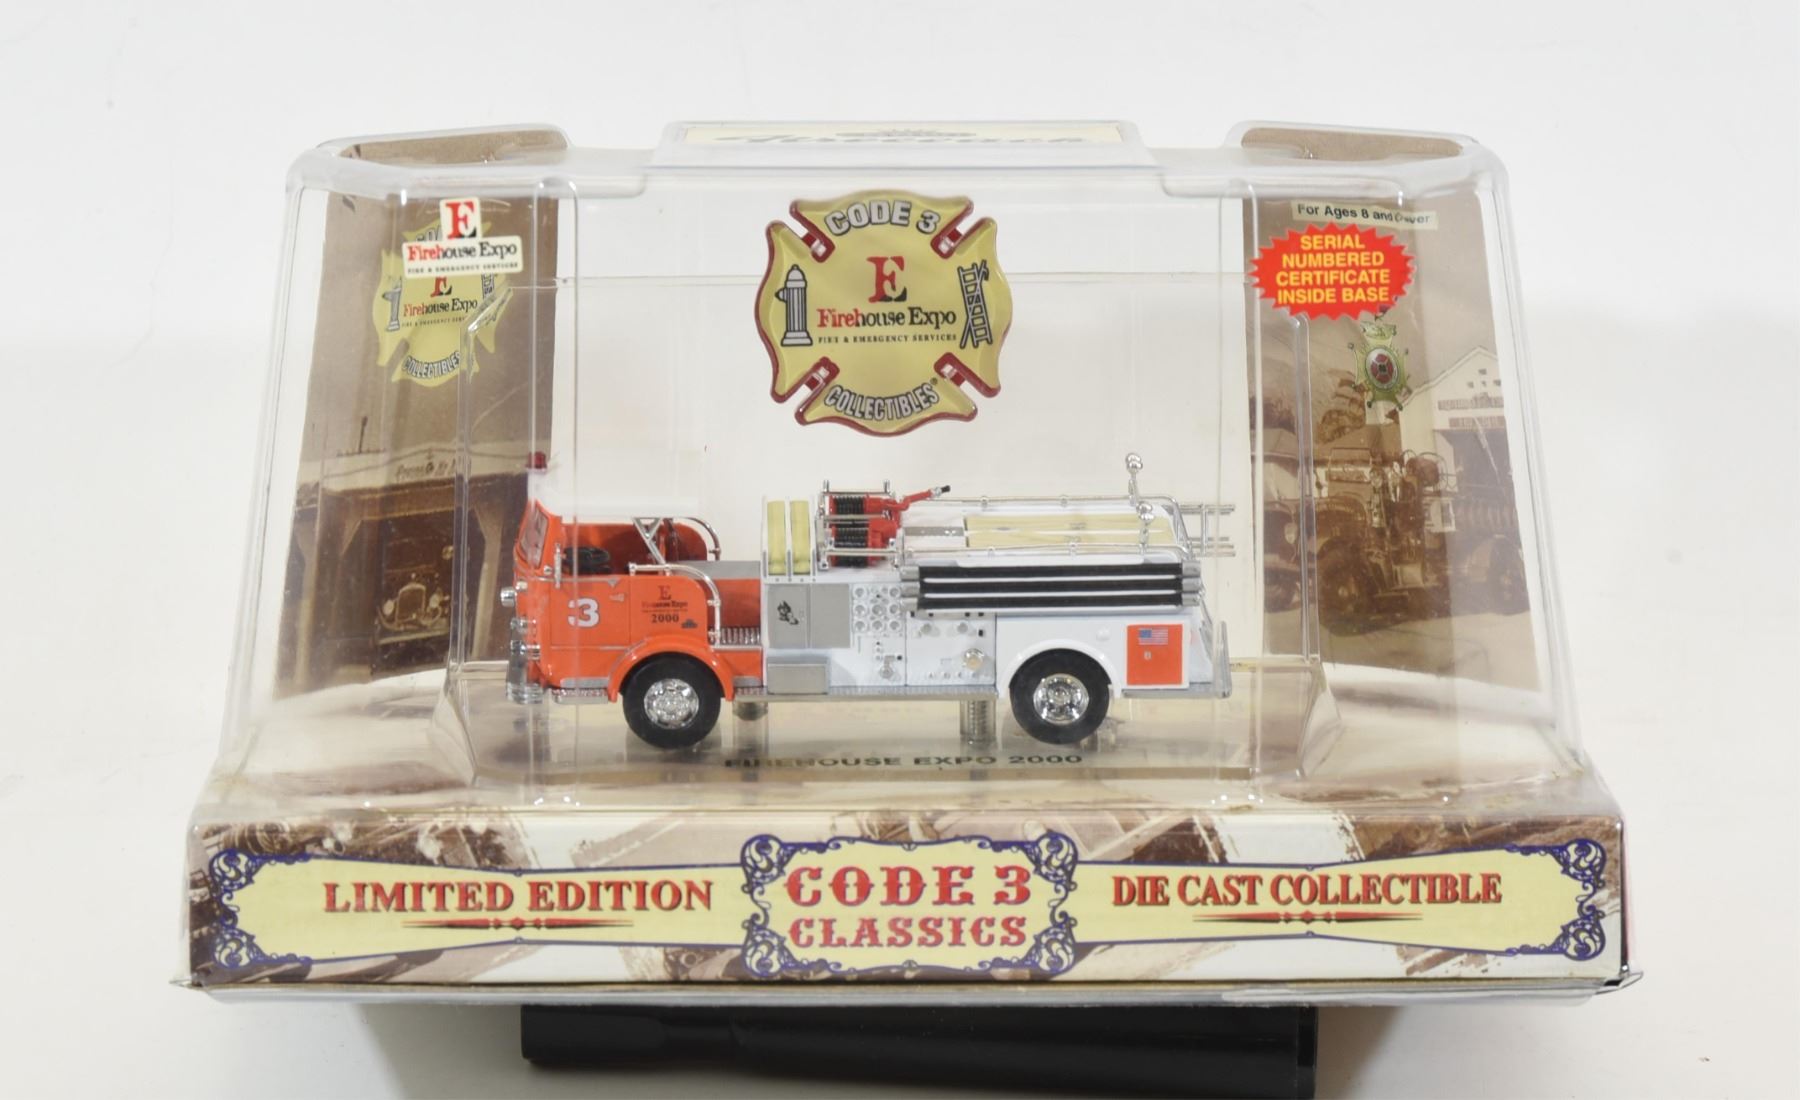 E
Firehouse Expo
FIRE & EMERGENCY SERVICES
E
Firehouse Expo
COLLECTIBLES
CODE 3
E
Firehouse Expo
FIRE & EMERGENCY SERVICES
COLLECTIBLES®
For Ages 8 and Over
SERIAL
NUMBERED
CERTIFICATE
INSIDE BASE
3
E
Firehouse Expo
2000
FIREHOUSE EXPO 2000
LIMITED EDITION
CODE 3
CLASSICS
DIE CAST COLLECTIBLE